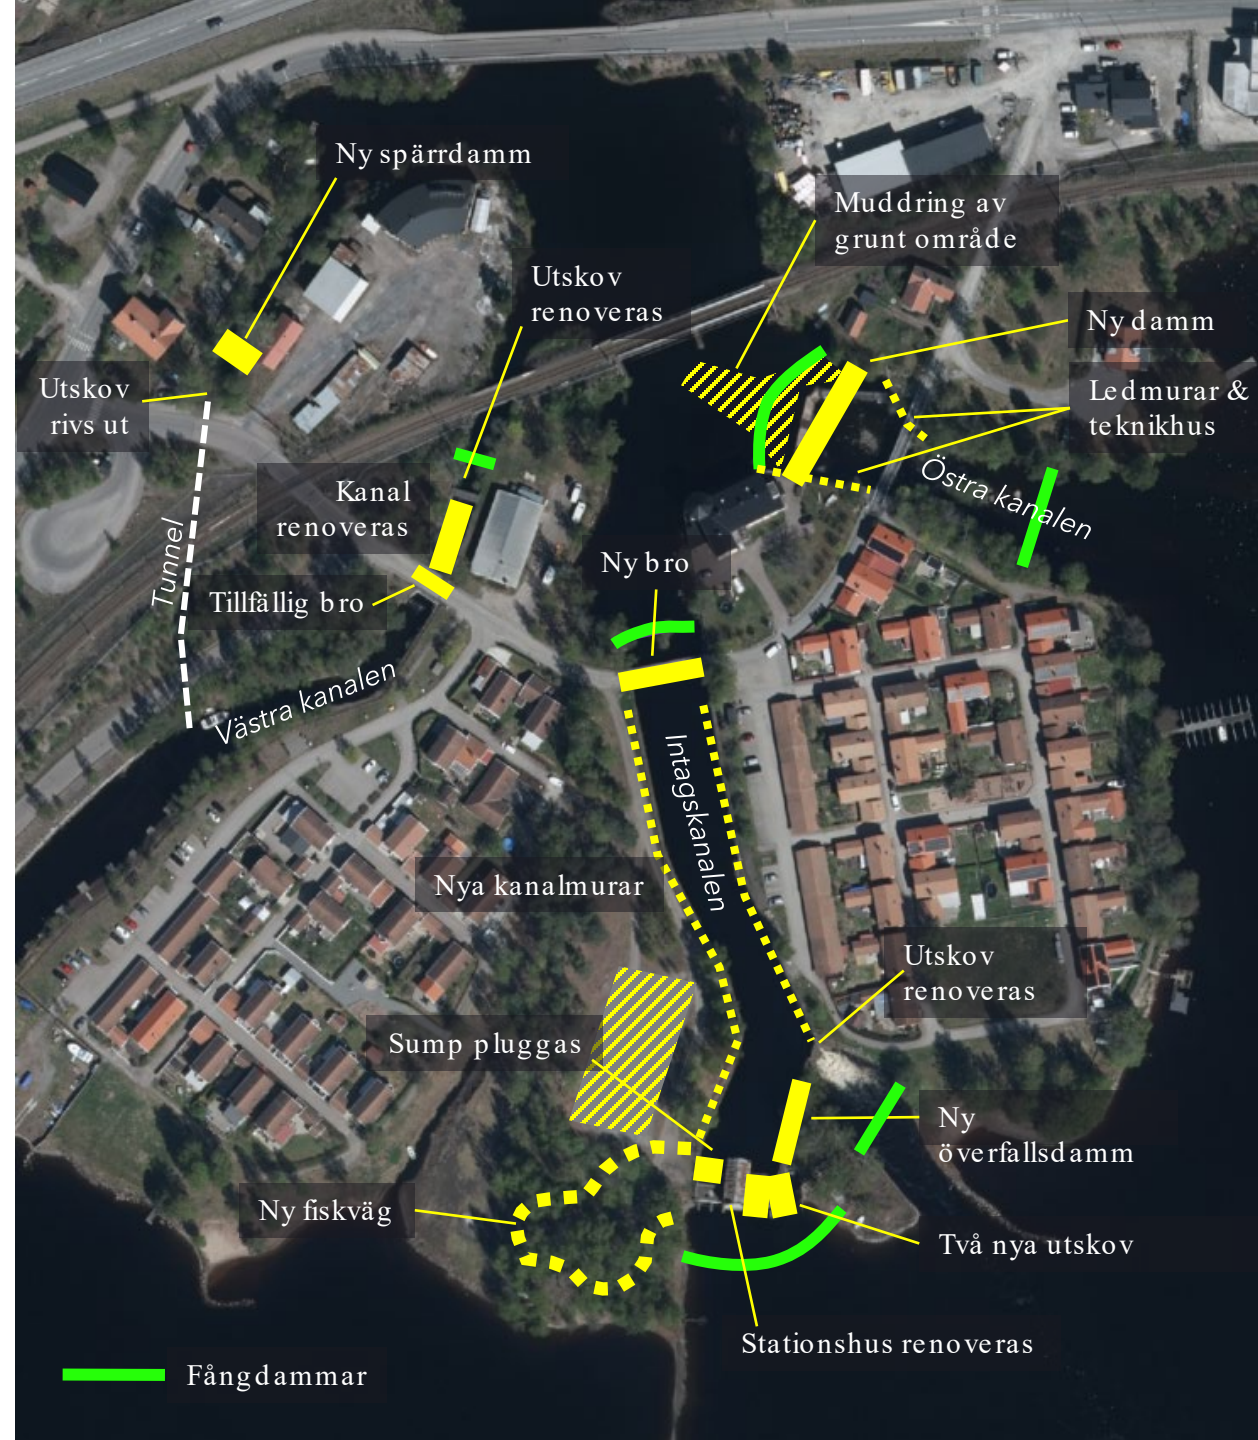 Ny spärrdamm
Muddring av
grunt område
Utskov
renoveras
Ny damm
Utskov
rivs ut
Ledmurar &
teknikhus
Östra kanalen
Kanal
renoveras
Tunnel
Ny bro
Tillfällig bro
Västra kanalen
Intagskanalen
Nya kanalmurar
Utskov
renoveras
Sump pluggas
Ny
överfallsdamm
Ny fiskväg
Två nya utskov
Stationshus renoveras
Fångdammar